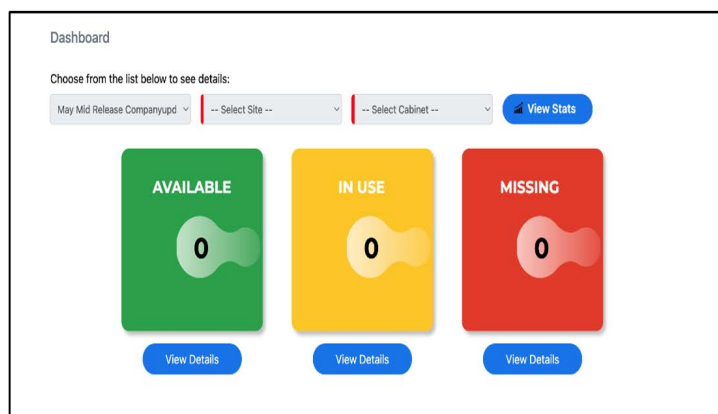 Dashboard
Choose from the list below to see details:
May Mid Release Companyupd -- Select Site -- -- Select Cabinet -- View Stats
AVAILABLE IN USE MISSING
0 0 0
View Details View Details View Details